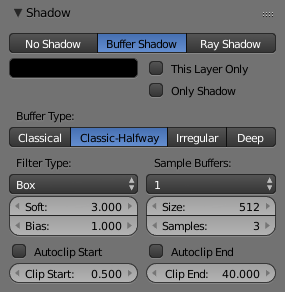 Shadow
No Shadow Buffer Shadow Ray Shadow
This Layer Only
Only Shadow
Buffer Type:
Classical Classic-Halfway Irregular Deep
Filter Type: Sample Buffers:
Box 1
Soft: 3.000 Size: 512
Bias: 1.000 Samples: 3
Autoclip Start Autoclip End
Clip Start: 0.500 Clip End: 40.000